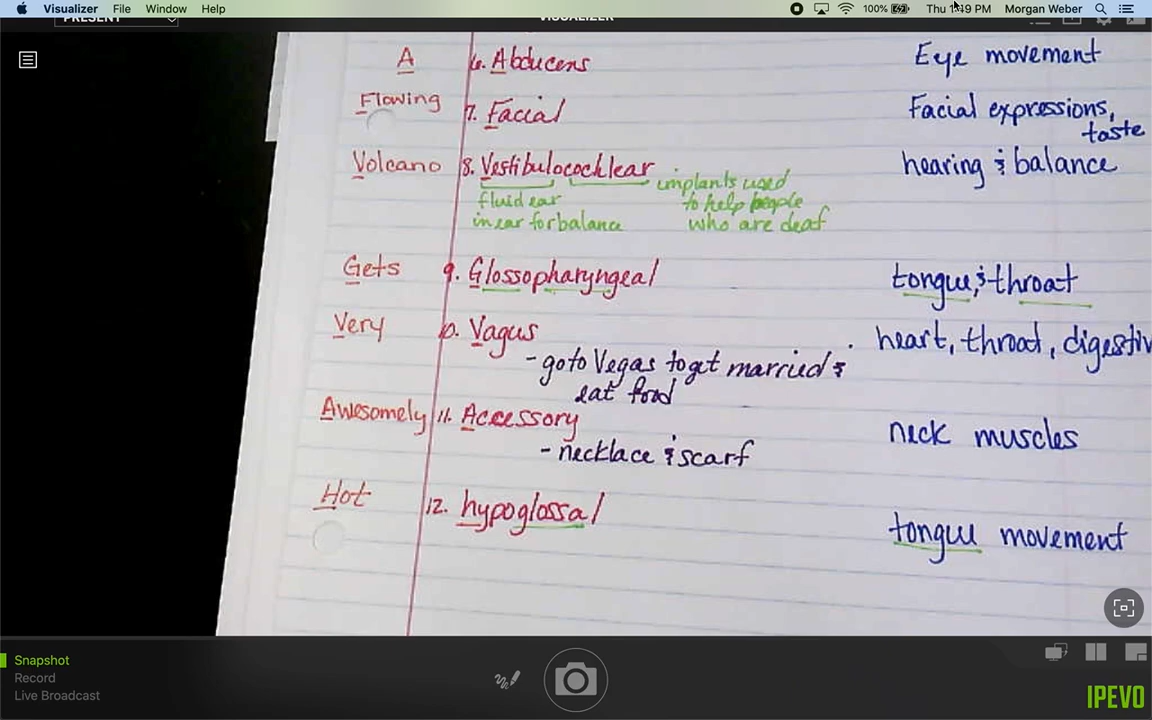 Visualizer File Window Help 100% Thu 1:49 PM Morgan Weber
PRESENT VISUALIZER
A 6. Abducens Eye movement
Flowing 7. Facial Facial expressions,
taste
Volcano 8. Vestibulocochlear hearing & balance
implants used
fluid ear to help people
in ear for balance who are deaf
Gets 9. Glossopharyngeal tongue & throat
Very 10. Vagus heart, throat, digestiv
- go to Vegas to get married &
eat food
Awesomely 11. Accessory neck muscles
- necklace & scarf
Hot 12. hypoglossal tongue movement
Snapshot
Record
Live Broadcast
IPEVO